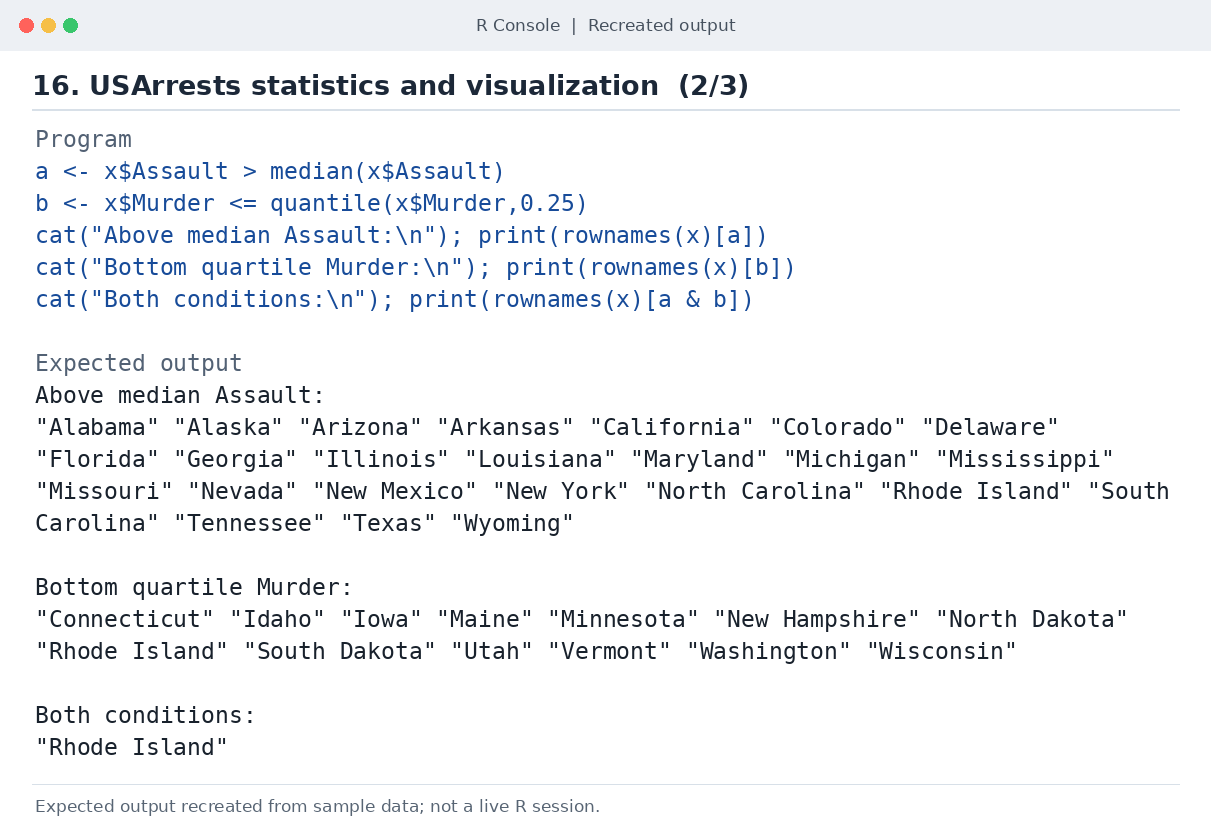 R Console | Recreated output
16. USArrests statistics and visualization (2/3)
Program
a <- x$Assault > median(x$Assault)
b <- x$Murder <= quantile(x$Murder,0.25)
cat("Above median Assault:\n"); print(rownames(x)[a])
cat("Bottom quartile Murder:\n"); print(rownames(x)[b])
cat("Both conditions:\n"); print(rownames(x)[a & b])
Expected output
Above median Assault:
"Alabama" "Alaska" "Arizona" "Arkansas" "California" "Colorado" "Delaware"
"Florida" "Georgia" "Illinois" "Louisiana" "Maryland" "Michigan" "Mississippi"
"Missouri" "Nevada" "New Mexico" "New York" "North Carolina" "Rhode Island" "South
Carolina" "Tennessee" "Texas" "Wyoming"
Bottom quartile Murder:
"Connecticut" "Idaho" "Iowa" "Maine" "Minnesota" "New Hampshire" "North Dakota"
"Rhode Island" "South Dakota" "Utah" "Vermont" "Washington" "Wisconsin"
Both conditions:
"Rhode Island"
Expected output recreated from sample data; not a live R session.